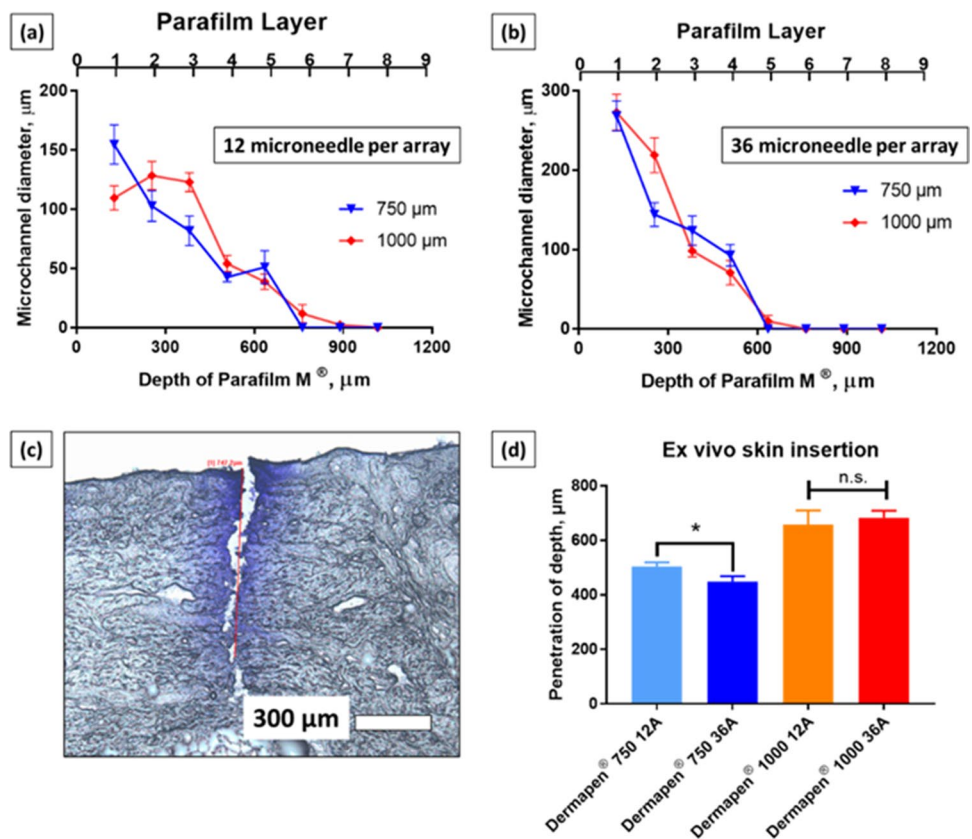 (a)
Parafilm Layer
0 1 2 3 4 5 6 7 8 9
200
150
100
50
0
Microchannel diameter, μm
12 microneedle per array
750 μm
1000 μm
0 300 600 900 1200
Depth of Parafilm M ®, μm
(b)
Parafilm Layer
0 1 2 3 4 5 6 7 8 9
300
200
100
0
Microchannel diameter, μm
36 microneedle per array
750 μm
1000 μm
0 300 600 900 1200
Depth of Parafilm M ®, μm
(c)
300 μm
(d)
Ex vivo skin insertion
800
600
400
200
0
Penetration of depth, μm
*
n.s.
Dermapen® 750 12A
Dermapen® 750 36A
Dermapen® 1000 12A
Dermapen® 1000 36A